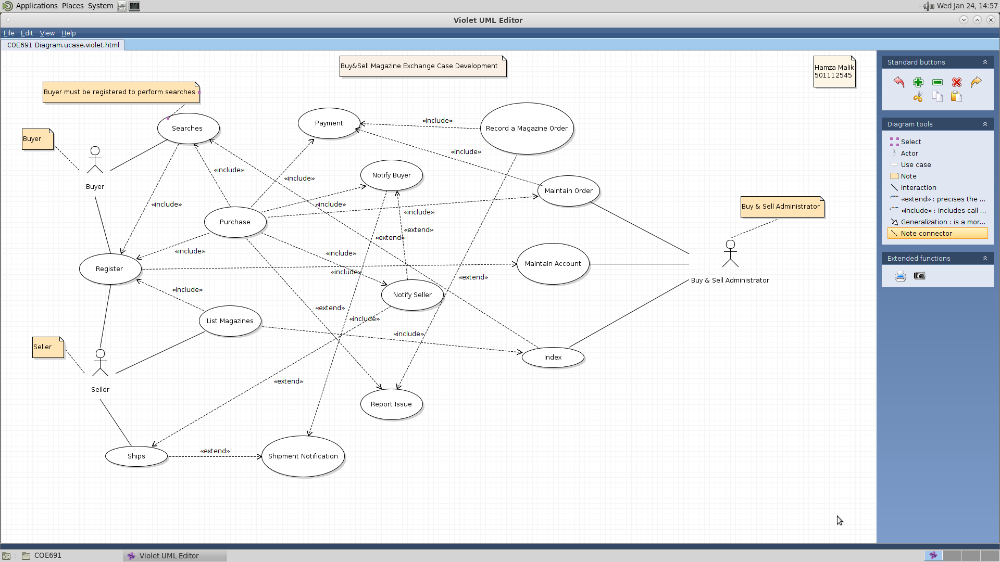 Applications Places System
Wed Jan 24, 14:57
Violet UML Editor
File Edit View Help
COE691 Diagram.ucase.violet.html
Buy&Sell Magazine Exchange Case Development
Hamza Malik
501112545
Buyer must be registered to perform searches
Buyer
Searches
Payment
«include»
Record a Magazine Order
«include»
«include»
Notify Buyer
«include»
Buyer
Maintain Order
«include»
«include»
«include»
Purchase
«extend»
«extend»
Buy & Sell Administrator
«include»
«include»
Register
«include»
Maintain Account
«extend»
Buy & Sell Administrator
«include»
Notify Seller
«extend»
List Magazines
«include»
«include»
Seller
Index
Seller
«extend»
Report Issue
Ships
«extend»
Shipment Notification
Standard buttons
Diagram tools
Select
Actor
Use case
Note
Interaction
«extend» : precises the ...
«include» : includes call ...
Generalization : is a mor...
Note connector
Extended functions
COE691
Violet UML Editor